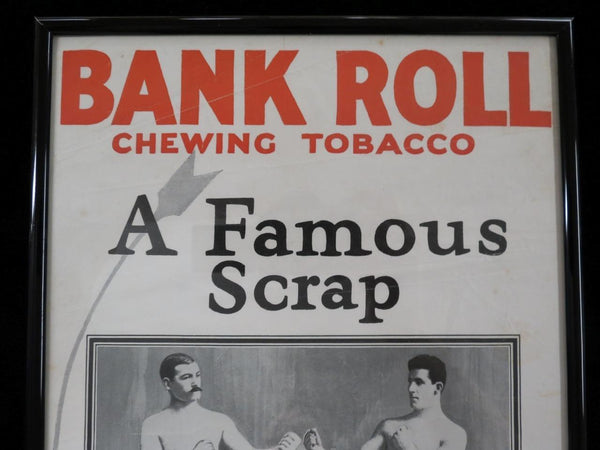 BANK ROLL
CHEWING TOBACCO
A Famous
Scrap